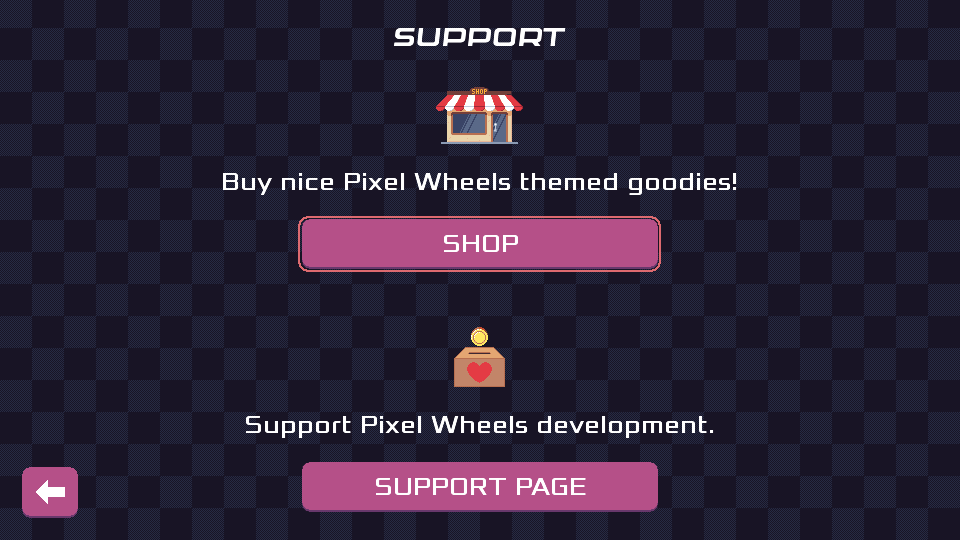 SUPPORT
SHOP
Buy nice Pixel Wheels themed goodies!
SHOP
Support Pixel Wheels development.
SUPPORT PAGE